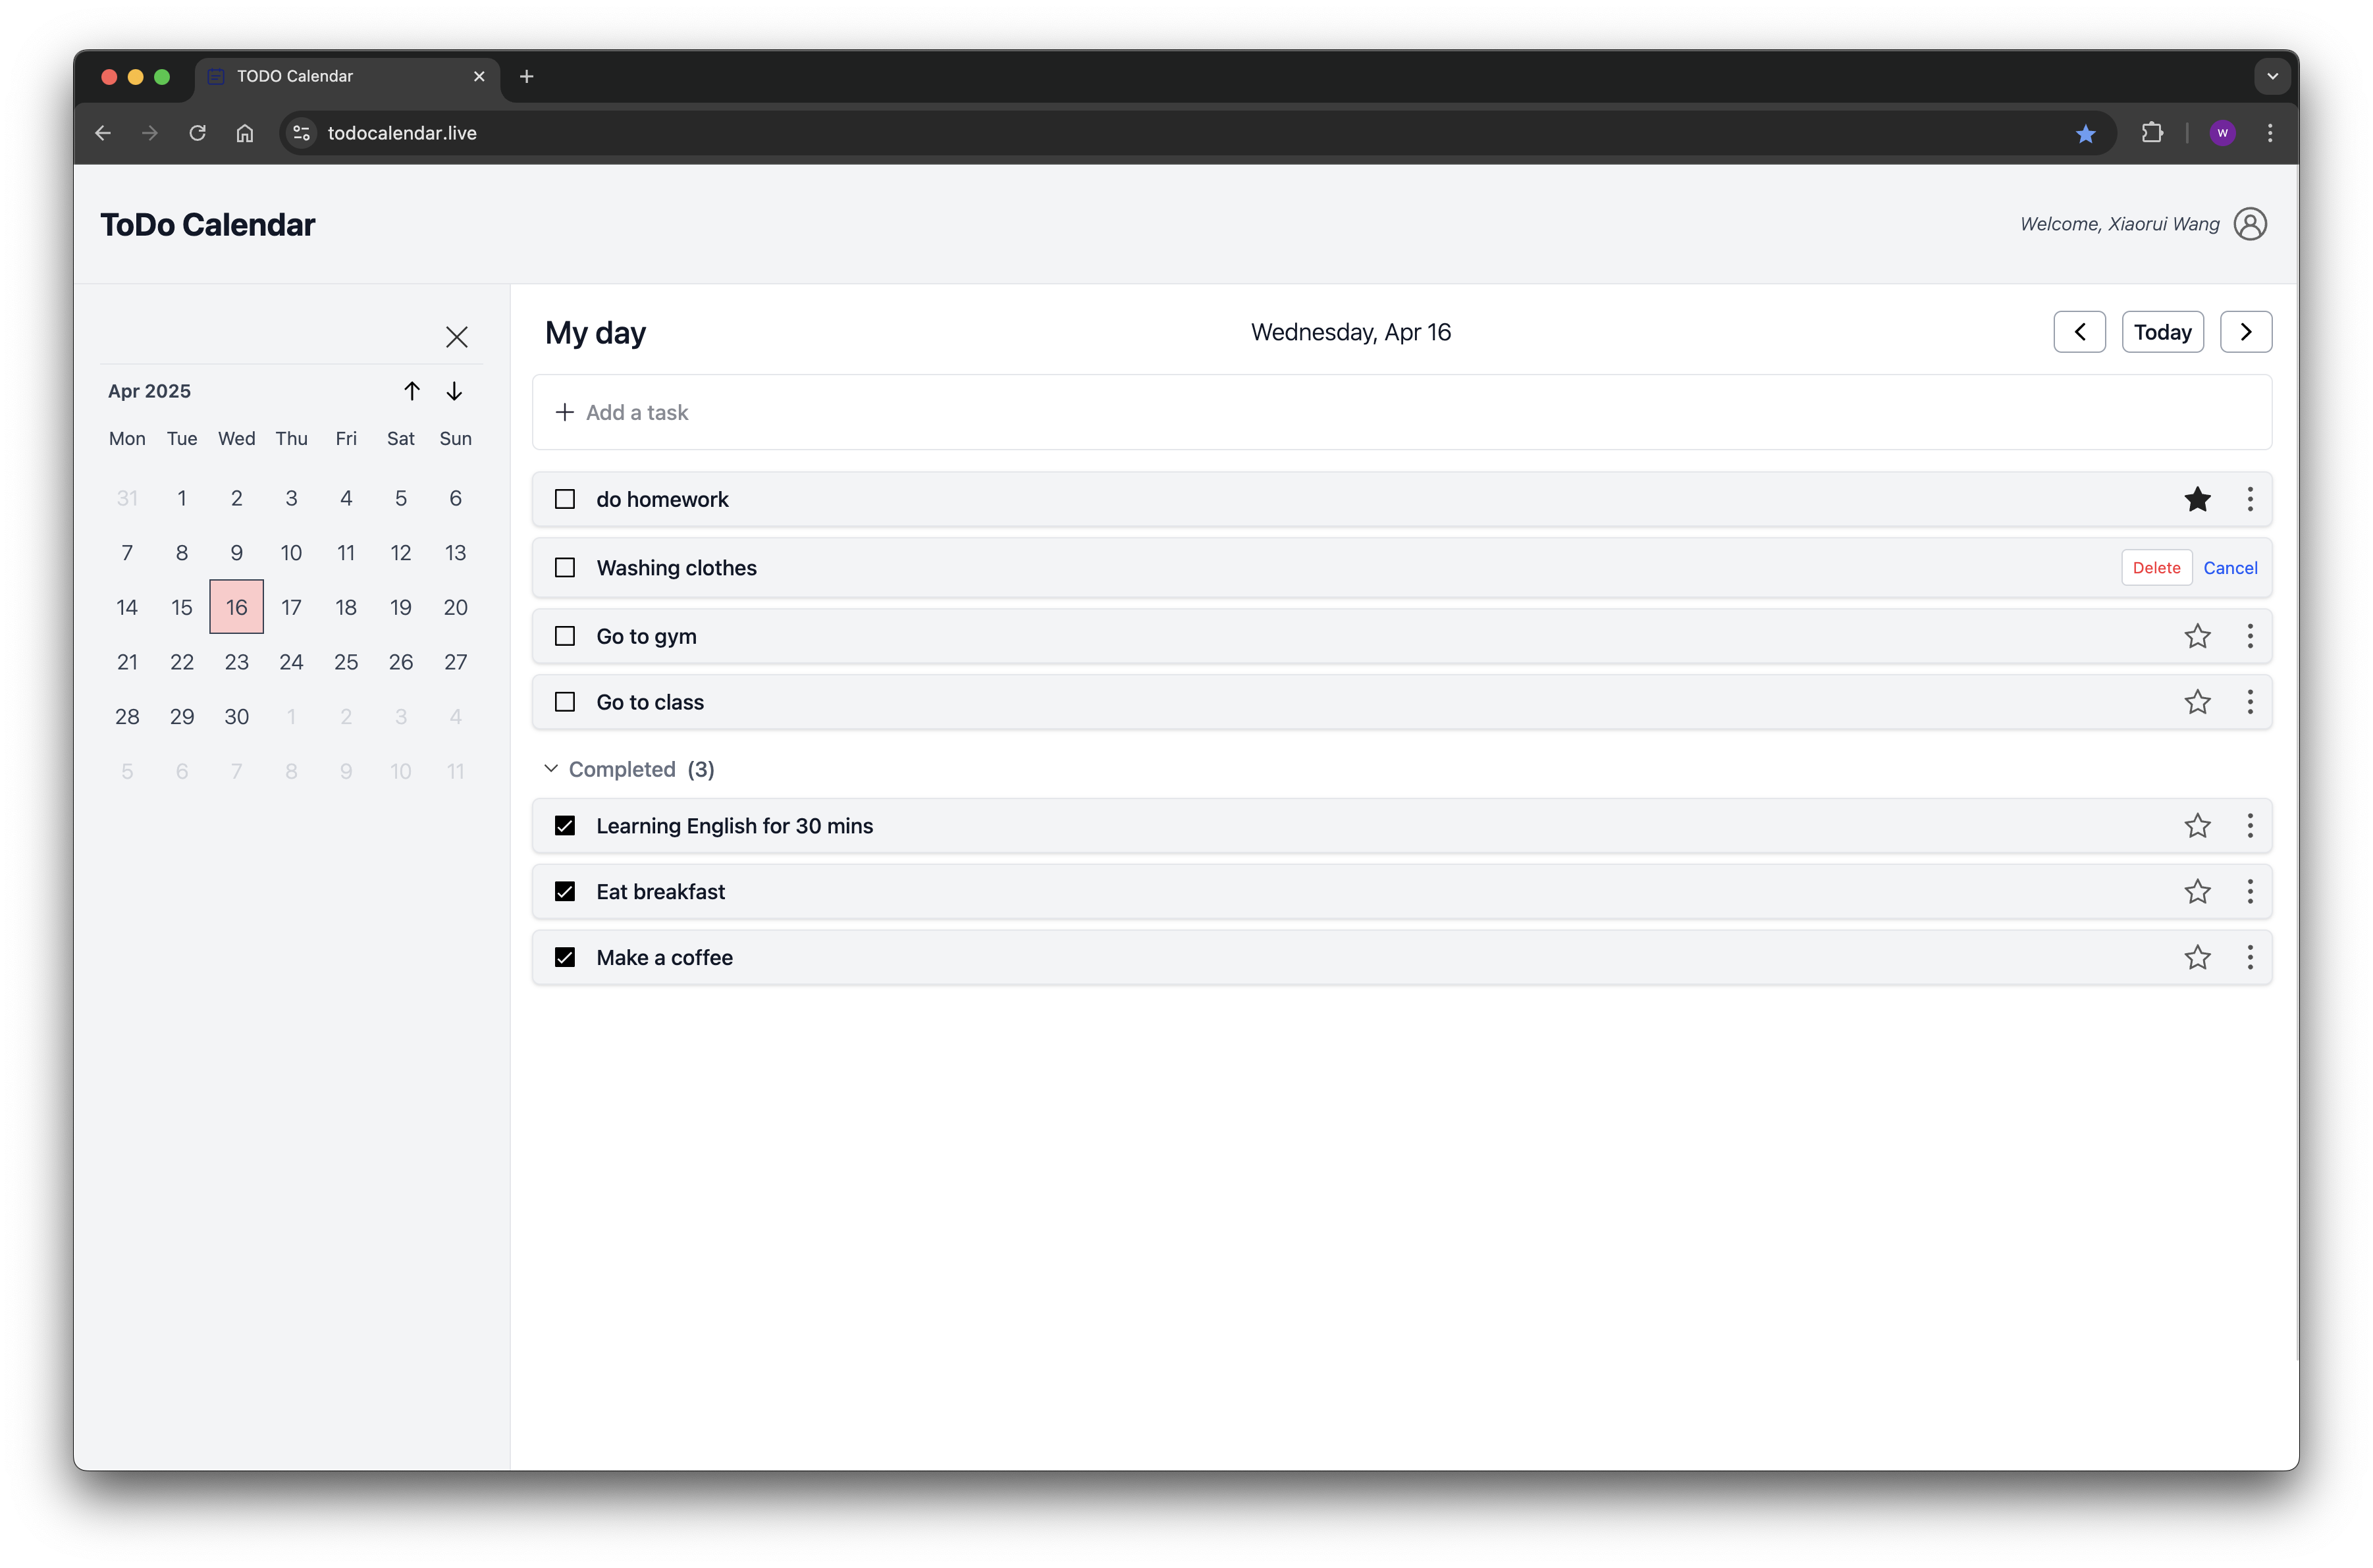 TODO Calendar
todocalendar.live
W
ToDo Calendar
Welcome, Xiaorui Wang
Apr 2025
Mon Tue Wed Thu Fri Sat Sun
31 1 2 3 4 5 6
7 8 9 10 11 12 13
14 15 16 17 18 19 20
21 22 23 24 25 26 27
28 29 30 1 2 3 4
5 6 7 8 9 10 11
My day
Wednesday, Apr 16
Today
Add a task
do homework
Washing clothes
Delete Cancel
Go to gym
Go to class
Completed (3)
Learning English for 30 mins
Eat breakfast
Make a coffee